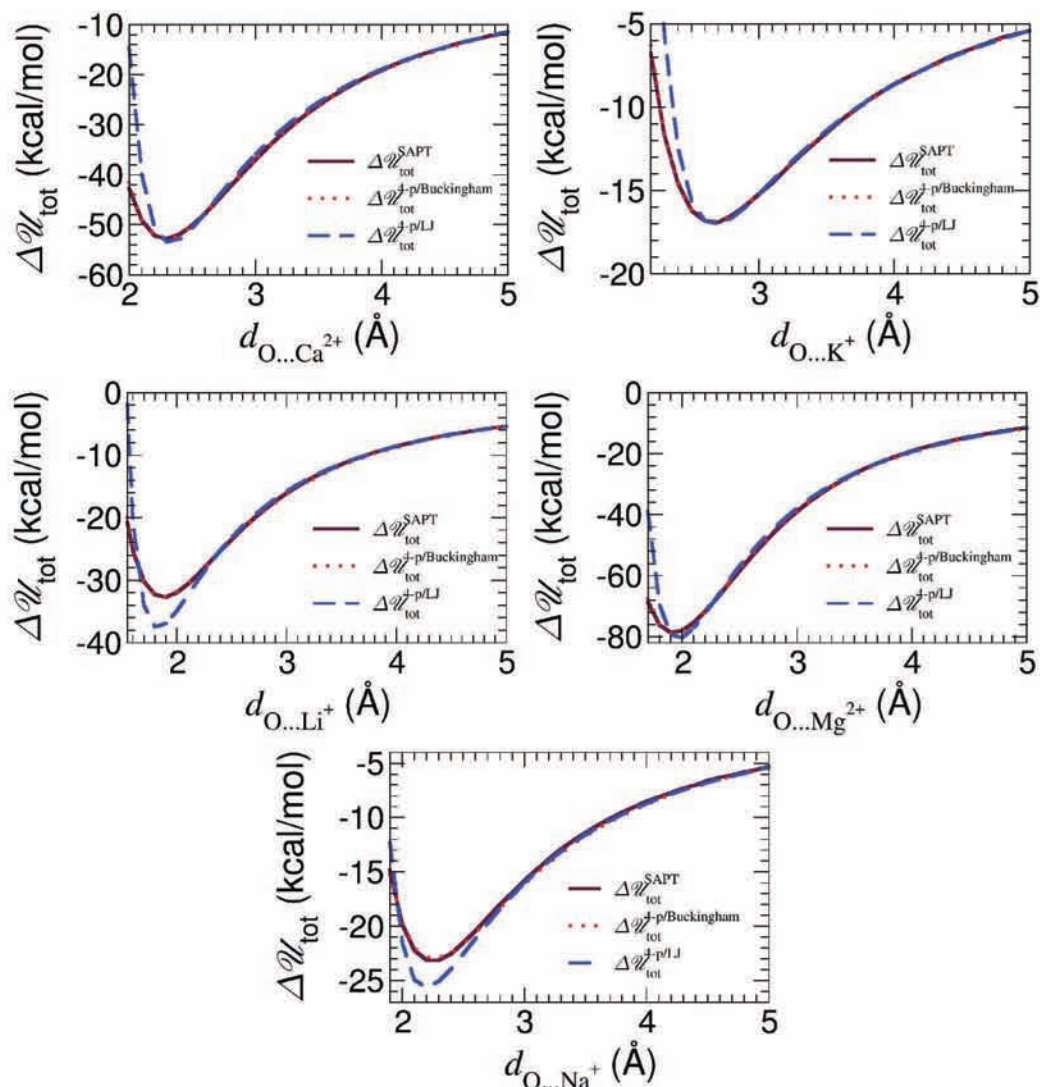 ΔU_tot (kcal/mol)
-10
-20
-30
-40
-50
-60
ΔU_tot^SAPT
ΔU_tot^4-p/Buckingham
ΔU_tot^4-p/LJ
2 3 4 5
d_O...Ca²⁺ (Å)
ΔU_tot (kcal/mol)
-5
-10
-15
-20
ΔU_tot^SAPT
ΔU_tot^4-p/Buckingham
ΔU_tot^4-p/LJ
3 4 5
d_O...K⁺ (Å)
ΔU_tot (kcal/mol)
0
-10
-20
-30
-40
ΔU_tot^SAPT
ΔU_tot^4-p/Buckingham
ΔU_tot^4-p/LJ
2 3 4 5
d_O...Li⁺ (Å)
ΔU_tot (kcal/mol)
0
-20
-40
-60
-80
ΔU_tot^SAPT
ΔU_tot^4-p/Buckingham
ΔU_tot^4-p/LJ
2 3 4 5
d_O...Mg²⁺ (Å)
ΔU_tot (kcal/mol)
-5
-10
-15
-20
-25
ΔU_tot^SAPT
ΔU_tot^4-p/Buckingham
ΔU_tot^4-p/LJ
2 3 4 5
d_O...Na⁺ (Å)